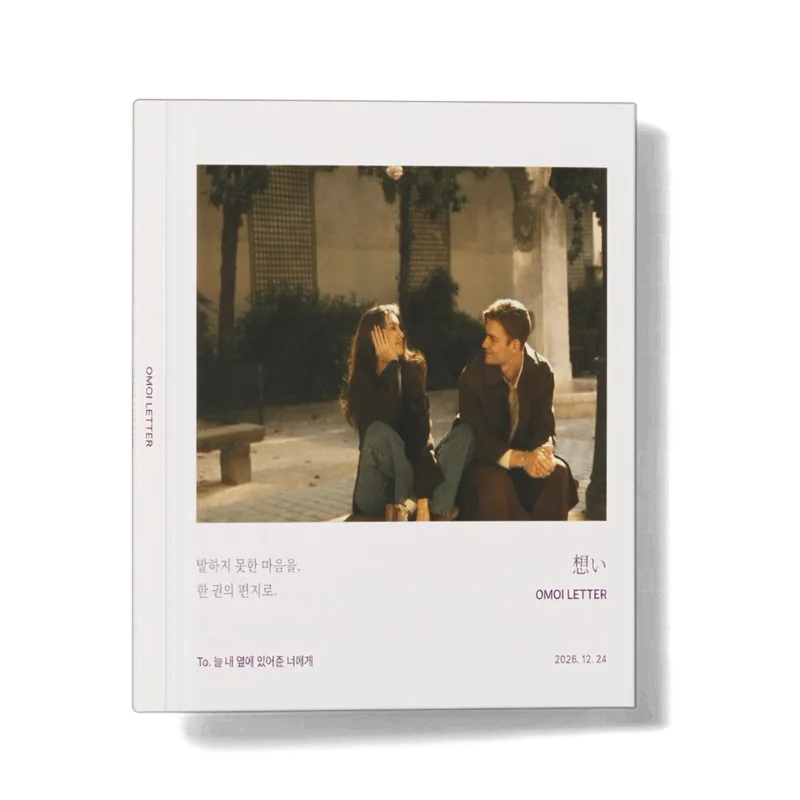 OMOI LETTER
말하지 못한 마음을,
한 권의 편지로.
想い
OMOI LETTER
To. 늘 내 옆에 있어준 너에게
2026. 12. 24